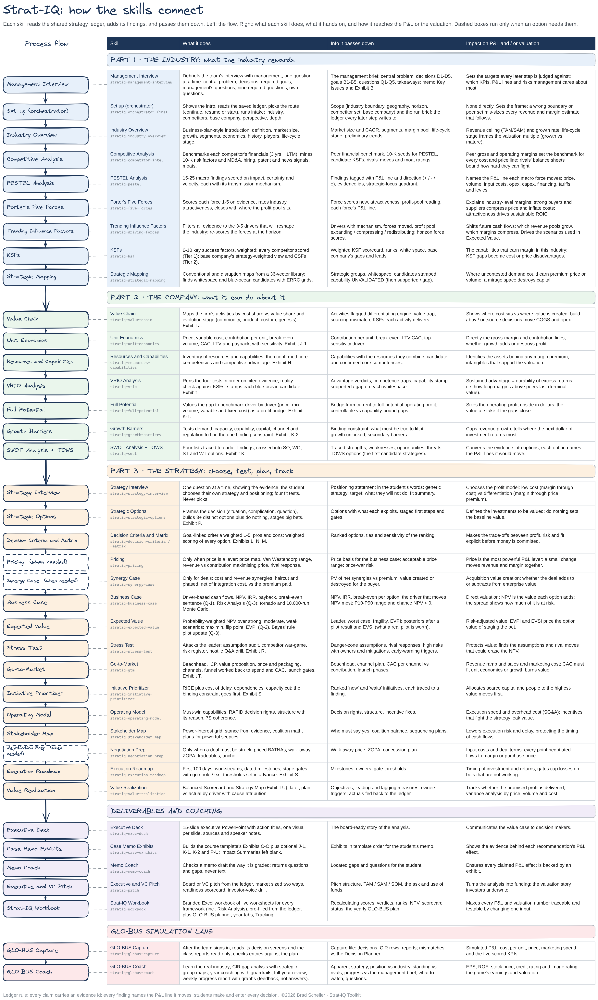 Strat-IQ: how the skills connect
Each skill reads the shared strategy ledger, adds its findings, and passes them down. Left: the flow. Right: what each skill does, what it hands on, and how it reaches the P&L or the valuation. Dashed boxes run only when an option needs them.
Process flow
Skill
What it does
Info it passes down
Impact on P&L and / or valuation
PART 1 · THE INDUSTRY: what the industry rewards
Management Interview
Management Interview
stratiq-management-interview
Debriefs the team's interview with management, one question
at a time: central problem, decisions, required goals,
management's questions, nine required questions, own
questions.
The management brief: central problem, decisions D1-D5,
goals B1-B5, questions Q1-Q5, takeaways; memo Key
Issues and Exhibit B.
Sets the targets every later step is judged against:
which KPIs, P&L lines and risks management cares about
most.
Set up (orchestrator)
Set up (orchestrator)
stratiq-orchestrator-final
Shows the intro, reads the saved ledger, picks the route
(continue, resume or start), runs intake: industry,
competitors, base company, perspective, depth.
Scope (industry boundary, geography, horizon,
competitor set, base company) and the run brief; the
ledger every later step writes to.
None directly. Sets the frame: a wrong boundary or
peer set mis-sizes every revenue and margin estimate
that follows.
Industry Overview
Industry Overview
stratiq-industry-overview
Business-plan-style introduction: definition, market size,
growth, segments, economics, history, players, life-cycle
stage.
Market size and CAGR, segments, margin pool, life-cycle
stage, preliminary trends.
Revenue ceiling (TAM/SAM) and growth rate; life-cycle
stage frames the valuation multiple (growth vs
mature).
Competitive Analysis
Competitive Analysis
stratiq-competitor-intel
Benchmarks each competitor's financials (3 yrs + LTM), mines
10-K risk factors and MD&A, hiring, patent and news signals,
moats.
Peer financial benchmark, 10-K seeds for PESTEL,
candidate KSFs, rivals' moves and moat ratings.
Peer gross and operating margins set the benchmark for
every cost and price line; rivals' balance sheets
bound how hard they can fight.
PESTEL Analysis
PESTEL Analysis
stratiq-pestel
15-25 macro findings scored on impact, certainty and
velocity, each with its transmission mechanism.
Findings tagged with P&L line and direction (+ / - /
±), evidence ids, strategic-focus quadrant.
Names the P&L line each macro force moves: price,
volume, input costs, opex, capex, financing, tariffs
and levies.
Porter's Five Forces
Porter's Five Forces
stratiq-five-forces
Scores each force 1-5 on evidence, rates industry
attractiveness, closes with where the profit pool sits.
Force scores now, attractiveness, profit-pool reading,
each force's P&L line.
Explains industry-level margins: strong buyers and
suppliers compress price and inflate costs;
attractiveness drives sustainable ROIC.
Trending Influence Factors
Trending Influence Factors
stratiq-driving-forces
Filters all evidence to the 3-5 drivers that will reshape
the industry; re-scores the forces at the horizon.
Drivers with mechanism, forces moved, profit pool
expanding / compressing / redistributing; horizon force
scores.
Shifts future cash flows: which revenue pools grow,
which margins compress. Drives the scenarios used in
Expected Value.
KSFs
KSFs
stratiq-ksf
6-10 key success factors, weighted; every competitor scored
(Tier 1); base company's strategy-weighted view and CSFs
(Tier 2).
Weighted KSF scorecard, ranks, white space, base
company's gaps and leads.
The capabilities that earn margin in this industry;
KSF gaps become cost or price disadvantages.
Strategic Mapping
Strategic Mapping
stratiq-strategic-mapping
Conventional and disruption maps from a 36-vector library;
finds whitespace and blue-ocean candidates with ERRC grids.
Strategic groups, whitespace, candidates stamped
capability UNVALIDATED (then supported / gap).
Where uncontested demand could earn premium price or
volume; a mirage space destroys capital.
PART 2 · THE COMPANY: what it can do about it
Value Chain
Value Chain
stratiq-value-chain
Maps the firm's activities by cost share vs value share and
evolution stage (commodity, product, custom, genesis).
Exhibit J.
Activities flagged differentiating engine, value trap,
sourcing mismatch; KSFs each activity delivers.
Shows where cost sits vs where value is created: build
/ buy / outsource decisions move COGS and opex.
Unit Economics
Unit Economics
stratiq-unit-economics
Price, variable cost, contribution per unit, break-even
volume, CAC, LTV and payback, with sensitivity. Exhibit J-1.
Contribution per unit, break-even, LTV:CAC, top
sensitivity driver.
Directly the gross-margin and contribution lines;
whether growth adds or destroys profit.
Resources and Capabilities
Resources and Capabilities
stratiq-resources-
capabilities
Inventory of resources and capabilities, then confirmed core
competencies and competitive advantage. Exhibit H.
Capabilities with the resources they combine; candidate
and confirmed core competencies.
Identifies the assets behind any margin premium;
intangibles that support the valuation.
VRIO Analysis
VRIO Analysis
stratiq-vrio
Runs the four tests in order on cited evidence; reality
check against KSFs; stamps each blue-ocean candidate.
Exhibit I.
Advantage verdicts, competence traps, capability stamp
supported / gap on each whitespace.
Sustained advantage = durability of excess returns,
i.e. how long margins above peers last (terminal
value).
Full Potential
Full Potential
stratiq-full-potential
Values the gap to benchmark driver by driver (price, mix,
volume, variable and fixed cost) as a profit bridge. Exhibit
K-1.
Bridge from current to full-potential operating profit;
controllable vs capability-bound gaps.
Sizes the operating-profit upside in dollars: the
value at stake if the gaps close.
Growth Barriers
Growth Barriers
stratiq-growth-barriers
Tests demand, capacity, capability, capital, channel and
regulation to find the one binding constraint. Exhibit K-2.
Binding constraint, what must be true to lift it,
growth unlocked, secondary barriers.
Caps revenue growth; tells where the next dollar of
investment returns most.
SWOT Analysis + TOWS
SWOT Analysis + TOWS
stratiq-swot
Four lists traced to earlier findings, crossed into SO, WO,
ST and WT options. Exhibit K.
Traced strengths, weaknesses, opportunities, threats;
TOWS options (the first candidate strategies).
Converts the evidence into options; each option names
the P&L lines it would move.
PART 3 · THE STRATEGY: choose, test, plan, track
Strategy Interview
Strategy Interview
stratiq-strategy-interview
One question at a time, showing the evidence, the student
chooses their own strategy and positioning; four fit tests.
Never picks.
Positioning statement in the student's words; generic
strategy; target; what they will not do; fit summary.
Chooses the profit model: low cost (margin through
cost) vs differentiation (margin through price
premium).
Strategic Options
Strategic Options
stratiq-strategic-options
Frames the decision (situation, complication, question),
builds 3+ distinct options plus do nothing, stages big bets.
Exhibit P.
Options with what each exploits, staged first steps and
gates.
Defines the investments to be valued; do nothing sets
the baseline value.
Decision Criteria and Matrix
Decision Criteria and Matrix
stratiq-decision-criteria /
-matrix
Goal-linked criteria weighted 1-5; pros and cons; weighted
scoring of every option. Exhibits L, N, M.
Ranked options, ties and sensitivity of the ranking.
Makes the trade-offs between profit, risk and fit
explicit before money is committed.
Pricing (when needed)
Pricing
stratiq-pricing
Only when price is a lever: price map, Van Westendorp range,
revenue vs contribution maximising price, rival response.
Price basis for the business case; acceptable price
range; price-war risk.
Price is the most powerful P&L lever: a small change
moves revenue and margin together.
Synergy Case (when needed)
Synergy Case
stratiq-synergy-case
Only for deals: cost and revenue synergies, haircut and
phased, net of integration cost, vs the premium paid.
PV of net synergies vs premium; value created or
destroyed for the buyer.
Acquisition value creation: whether the deal adds to
or subtracts from enterprise value.
Business Case
Business Case
stratiq-business-case
Driver-based cash flows, NPV, IRR, payback, break-even
sentence (Q-1). Risk Analysis (Q-3): tornado and 10,000-run
Monte Carlo.
NPV, IRR, break-even per option; the driver that moves
NPV most; P10-P90 range and chance NPV < 0.
Direct valuation: NPV is the value each option adds;
the spread shows how much of it is at risk.
Expected Value
Expected Value
stratiq-expected-value
Probability-weighted NPV over strong, moderate, weak
scenarios; maximin, flip point, EVPI (Q-2). Bayes' rule
pilot update (Q-3).
Leader, worst case, fragility, EVPI; posteriors after a
pilot result and EVSI (what a real pilot is worth).
Risk-adjusted value; EVPI and EVSI price the option
value of staging the bet.
Stress Test
Stress Test
stratiq-stress-test
Attacks the leader: assumption audit, competitor war-game,
risk register, hostile Q&A drill. Exhibit R.
Danger-zone assumptions, rival responses, high risks
with owners and mitigations, early-warning triggers.
Protects value: finds the assumptions and rival moves
that could erase the NPV.
Go-to-Market
Go-to-Market
stratiq-gtm
Beachhead, ICP, value proposition, price and packaging,
channels, funnel worked back to spend and CAC, launch gates.
Exhibit T.
Beachhead, channel plan, CAC per channel vs
contribution, launch phases.
Revenue ramp and sales and marketing cost; CAC must
fit unit economics or growth burns value.
Initiative Prioritizer
Initiative Prioritizer
stratiq-initiative-
prioritizer
RICE plus cost of delay, dependencies, capacity cut; the
binding constraint goes first. Exhibit S.
Ranked 'now' and 'waits' initiatives, each traced to a
finding.
Allocates scarce capital and people to the highest-
value moves first.
Operating Model
Operating Model
stratiq-operating-model
Must-win capabilities, RAPID decision rights, structure with
its reason, 7S coherence.
Decision rights, structure, incentive fixes.
Execution speed and overhead cost (SG&A); incentives
that fight the strategy leak value.
Stakeholder Map
Stakeholder Map
stratiq-stakeholder-map
Power-interest grid, stance from evidence, coalition math,
plans for powerful sceptics.
Who must say yes, coalition balance, sequencing plans.
Lowers execution risk and delay, protecting the timing
of cash flows.
Negotiation Prep (when
needed)
Negotiation Prep
stratiq-negotiation-prep
Only when a deal must be struck: priced BATNAs, walk-away,
ZOPA, tradeables, anchor.
Walk-away price, ZOPA, concession plan.
Input costs and deal terms: every point negotiated
flows to margin or purchase price.
Execution Roadmap
Execution Roadmap
stratiq-execution-roadmap
First 100 days, workstreams, dated milestones, stage gates
with go / hold / exit thresholds set in advance. Exhibit S.
Milestones, owners, gate thresholds.
Timing of investment and returns; gates cap losses on
bets that are not working.
Value Realization
Value Realization
stratiq-value-realization
Balanced Scorecard and Strategy Map (Exhibit U); later, plan
vs actual by driver with cause attribution.
Objectives, leading and lagging measures, owners,
triggers; actuals fed back to the ledger.
Tracks whether the promised profit is delivered;
variance analysis by price, volume and cost.
DELIVERABLES AND COACHING
Executive Deck
Executive Deck
stratiq-exec-deck
15-slide executive PowerPoint with action titles, one visual
per slide, sources and speaker notes.
The board-ready story of the analysis.
Communicates the value case to decision makers.
Case Memo Exhibits
Case Memo Exhibits
stratiq-case-exhibits
Builds the course template's Exhibits C-O plus optional J-1,
K-1, K-2 and P-U; Impact Summaries left blank.
Exhibits in template order for the student's memo.
Shows the evidence behind each recommendation's P&L
effect.
Memo Coach
Memo Coach
stratiq-memo-coach
Checks a memo draft the way it is graded; returns questions
and gaps, never text.
Located gaps and questions for the student.
Ensures every claimed P&L effect is backed by an
exhibit.
Executive and VC Pitch
Executive and VC Pitch
stratiq-pitch
Board or VC pitch from the ledger, market sized two ways,
readiness scorecard, investor-voice drill.
Pitch structure, TAM / SAM / SOM, the ask and use of
funds.
Turns the analysis into funding: the valuation story
investors underwrite.
Strat-IQ Workbook
Strat-IQ Workbook
stratiq-workbook
Branded Excel workbook of live worksheets for every
framework (incl. Risk Analysis), pre-filled from the ledger,
plus GLO-BUS planner, year tabs, Tracking.
Recalculating scores, verdicts, ranks, NPV, scorecard
status; the yearly GLO-BUS plan.
Makes every P&L and valuation number traceable and
testable by changing one input.
GLO-BUS SIMULATION LANE
GLO-BUS Capture
GLO-BUS Capture
stratiq-globus-capture
After the team signs in, reads its decision screens and the
class reports read-only; checks entries against the plan.
Capture file: decisions, CIR rows, reports; mismatches
vs the Decision Planner.
Simulated P&L: cost per unit, price, marketing spend,
and the five scored KPIs.
GLO-BUS Coach
GLO-BUS Coach
stratiq-globus-coach
Learn the real industry; CIR gap analysis with strategic
group maps; year coaching with guardrails; full-year review;
weekly progress report with graphs (feedback, not answers).
Apparent strategy, position vs industry, standing vs
rivals, progress vs the management brief, what to
watch, questions.
EPS, ROE, stock price, credit rating and image rating:
the game's earnings and valuation.
Ledger rule: every claim carries an evidence id; every finding names the P&L line it moves; students make and enter every decision. ©2026 Brad Scheller · Strat-IQ Toolkit